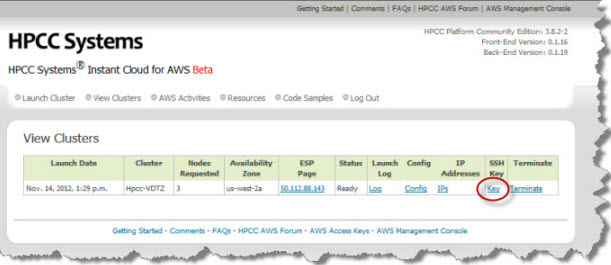 Getting Started | Comments | FAQs | HPCC AWS Forum | AWS Management Console
HPCC Systems
HPCC Platform Community Edition: 3.8.2-2
Front-End Version: 0.1.16
Back-End Version: 0.1.19
HPCC Systems® Instant Cloud for AWS Beta
Launch Cluster View Clusters AWS Activities Resources Code Samples Log Out
View Clusters
Launch Date Cluster Nodes Requested Availability Zone ESP Page Status Launch Log Config IP Addresses SSH Key Terminate
Nov. 14, 2012, 1:29 p.m. Hpcc-VDTZ 3 us-west-2a 50.112.88.143 Ready Log Config IPs Key Terminate
Getting Started - Comments - FAQs - HPCC AWS Forum - AWS Access Keys - AWS Management Console